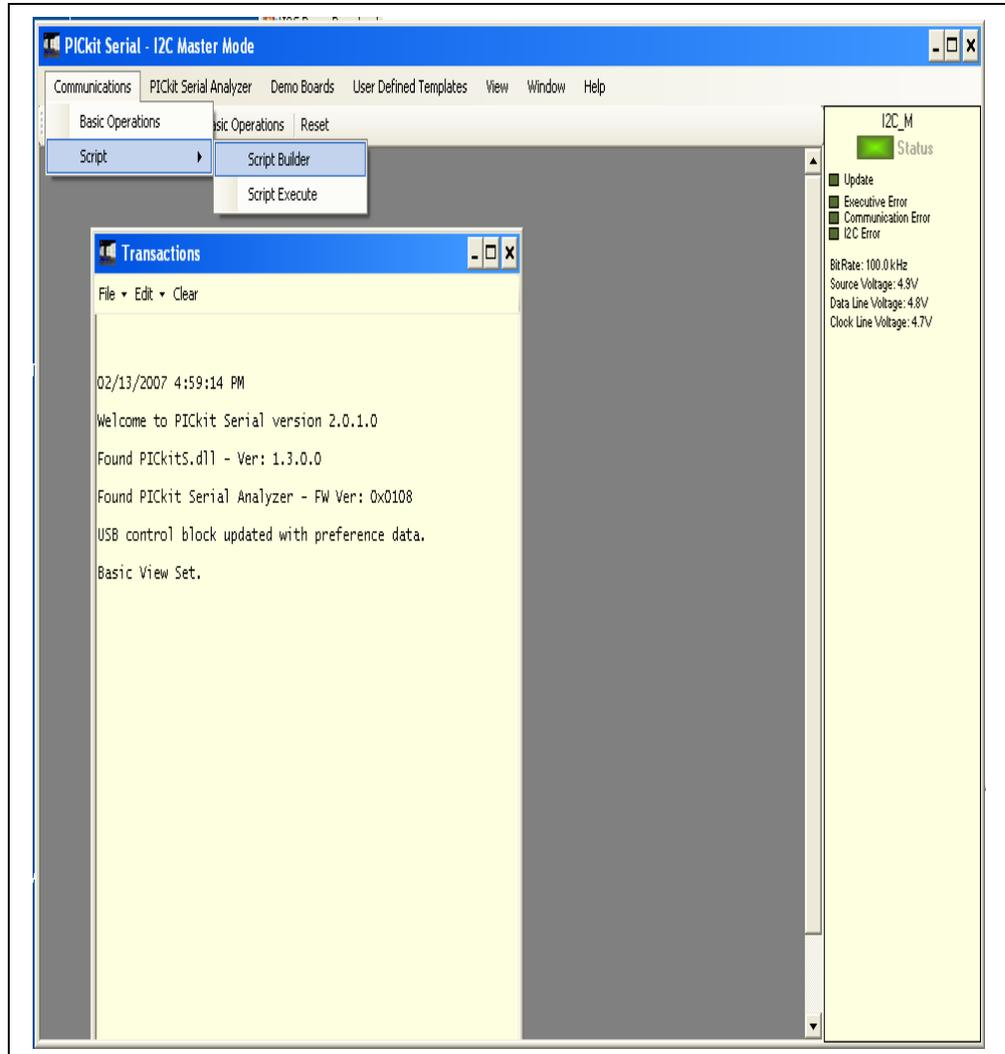 PICkit Serial - I2C Master Mode
Communications PICkit Serial Analyzer Demo Boards User Defined Templates View Window Help
Basic Operations
Operations Reset
Script
Script Builder
Script Execute
Transactions
File Edit Clear
02/13/2007 4:59:14 PM
Welcome to PICkit Serial version 2.0.1.0
Found PICkitS.dll - Ver: 1.3.0.0
Found PICkit Serial Analyzer - FW Ver: 0x0108
USB control block updated with preference data.
Basic View Set.
I2C_M
Status
Update
Executive Error
Communication Error
I2C Error
Bit Rate: 100.0 kHz
Source Voltage: 4.9V
Data Line Voltage: 4.8V
Clock Line Voltage: 4.7V